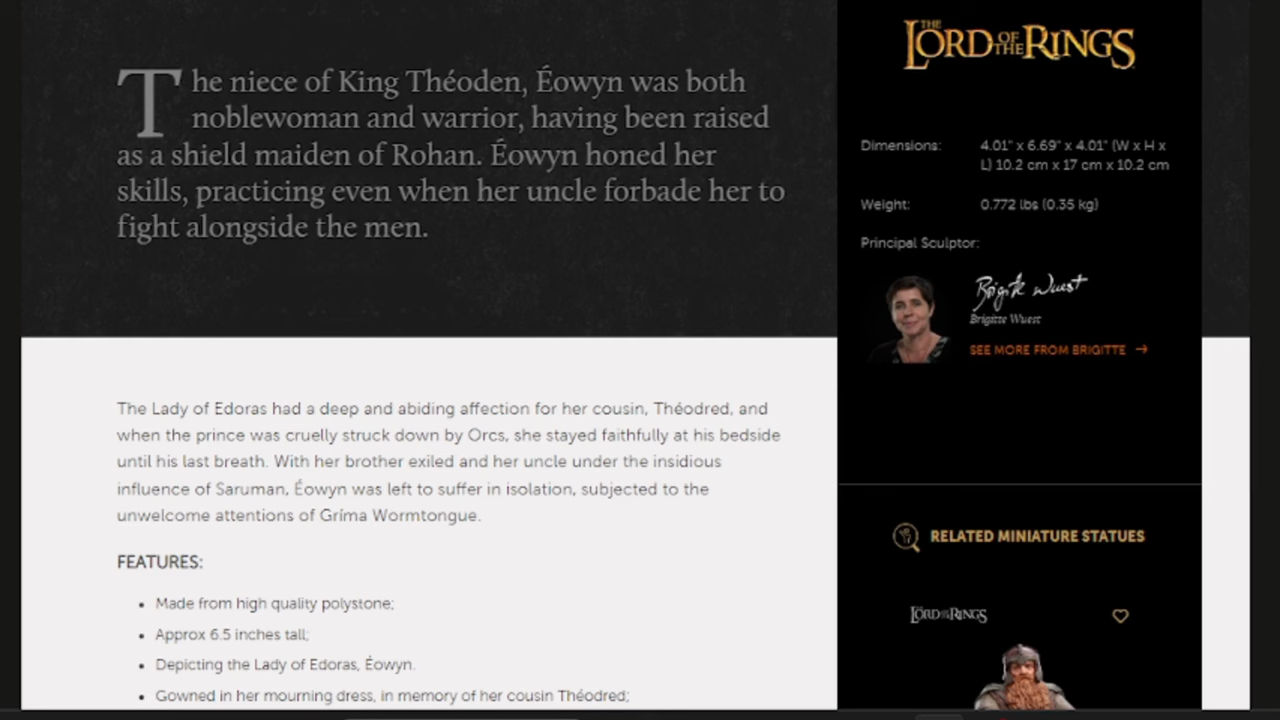 The niece of King Théoden, Éowyn was both
noblewoman and warrior, having been raised
as a shield maiden of Rohan. Éowyn honed her
skills, practicing even when her uncle forbade her to
fight alongside the men.
The Lady of Edoras had a deep and abiding affection for her cousin, Théodred, and
when the prince was cruelly struck down by Orcs, she stayed faithfully at his bedside
until his last breath. With her brother exiled and her uncle under the insidious
influence of Saruman, Éowyn was left to suffer in isolation, subjected to the
unwelcome attentions of Gríma Wormtongue.
FEATURES:
• Made from high quality polystone;
• Approx 6.5 inches tall;
• Depicting the Lady of Edoras, Éowyn.
• Gowned in her mourning dress, in memory of her cousin Théodred;
THE LORD OF THE RINGS
Dimensions: 4.01" x 6.69" x 4.01" (W x H x
L) 10.2 cm x 17 cm x 10.2 cm
Weight: 0.772 lbs (0.35 kg)
Principal Sculptor:
Brigitte Wuest
Brigitte Wuest
SEE MORE FROM BRIGITTE →
RELATED MINIATURE STATUES
LORD OF THE RINGS